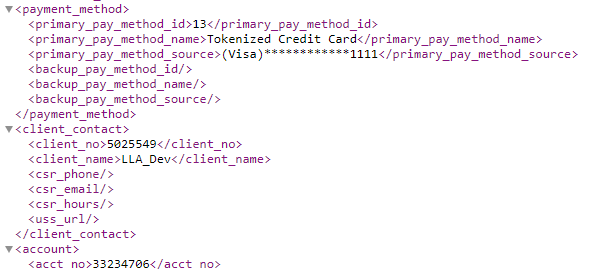 <payment_method>
<primary_pay_method_id>13</primary_pay_method_id>
<primary_pay_method_name>Tokenized Credit Card</primary_pay_method_name>
<primary_pay_method_source>(Visa)************1111</primary_pay_method_source>
<backup_pay_method_id/>
<backup_pay_method_name/>
<backup_pay_method_source/>
</payment_method>
<client_contact>
<client_no>5025549</client_no>
<client_name>LLA_Dev</client_name>
<csr_phone/>
<csr_email/>
<csr_hours/>
<uss_url/>
</client_contact>
<account>
<acct no>33234706</acct no>